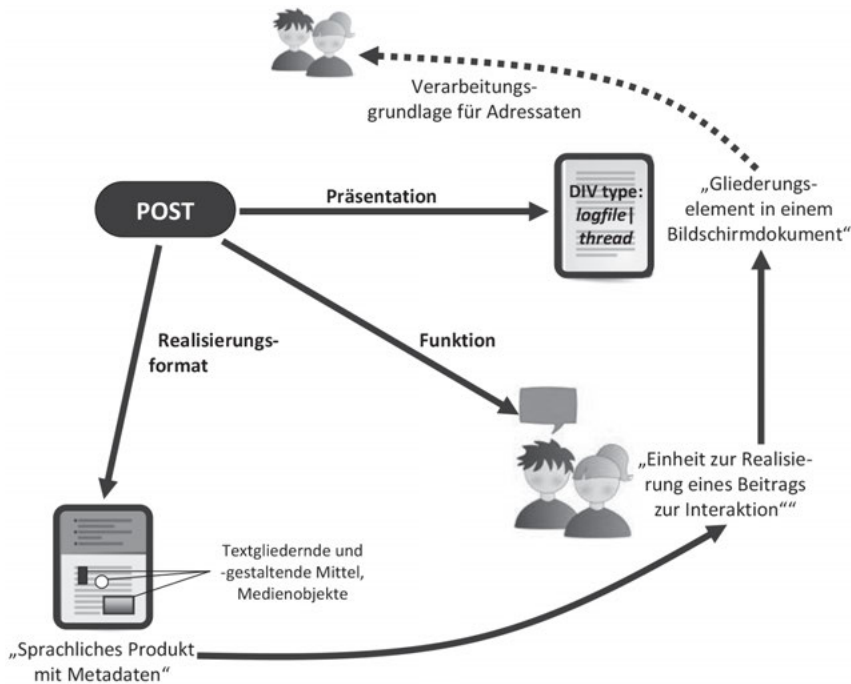 Verarbeitungs-
grundlage für Adressaten
POST
Präsentation
DIV type:
logfile|
thread
„Gliederungs-
element in einem
Bildschirmdokument“
Realisierungs-
format
Funktion
„Einheit zur Realisie-
rung eines Beitrags
zur Interaktion““
Textgliedernde und
-gestaltende Mittel,
Medienobjekte
„Sprachliches Produkt
mit Metadaten“